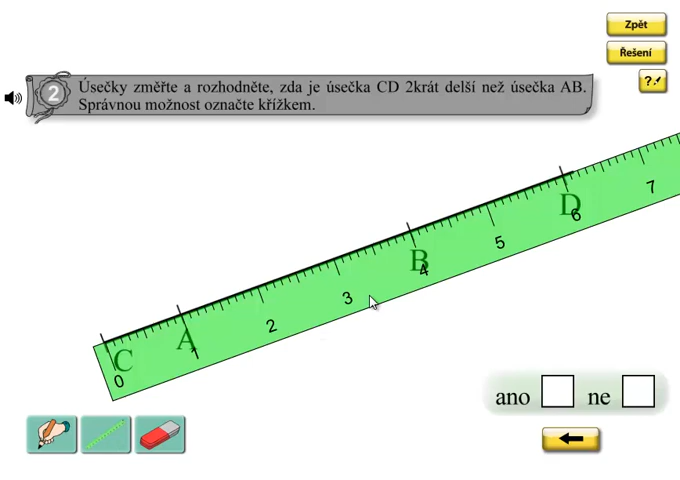 Zpět
Řešení
?
2
Úsečky změřte a rozhodněte, zda je úsečka CD 2krát delší než úsečka AB.
Správnou možnost označte křížkem.
7
D
6
5
B
4
3
2
A
1
C
0
ano ne